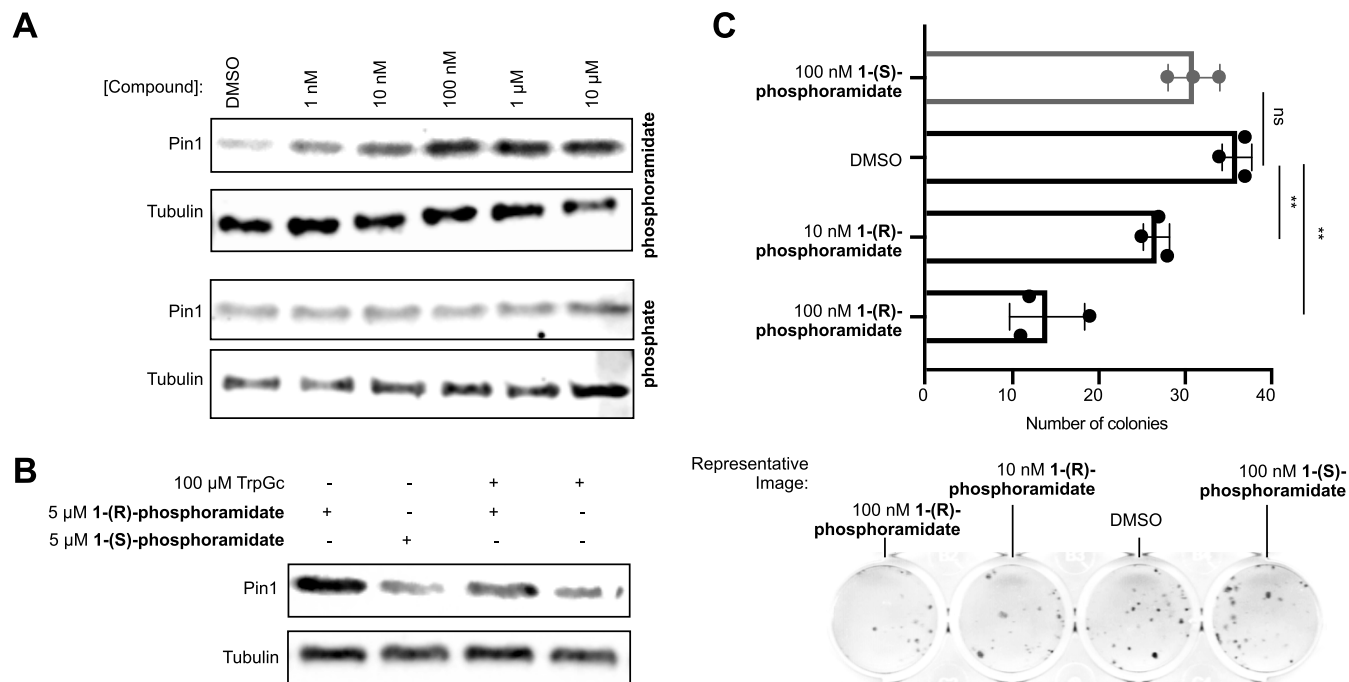 A
[Compound]:
DMSO
1 nM
10 nM
100 nM
1 µM
10 µM
Pin1
Tubulin
phosphoramidate
Pin1
Tubulin
phosphate
B
100 µM TrpGc - - + +
5 µM 1-(R)-phosphoramidate + - + -
5 µM 1-(S)-phosphoramidate - + - -
Pin1
Tubulin
C
100 nM 1-(S)-
phosphoramidate
DMSO
10 nM 1-(R)-
phosphoramidate
100 nM 1-(R)-
phosphoramidate
ns
**
**
0 10 20 30 40
Number of colonies
Representative
Image:
100 nM 1-(R)-
phosphoramidate
10 nM 1-(R)-
phosphoramidate
DMSO
100 nM 1-(S)-
phosphoramidate